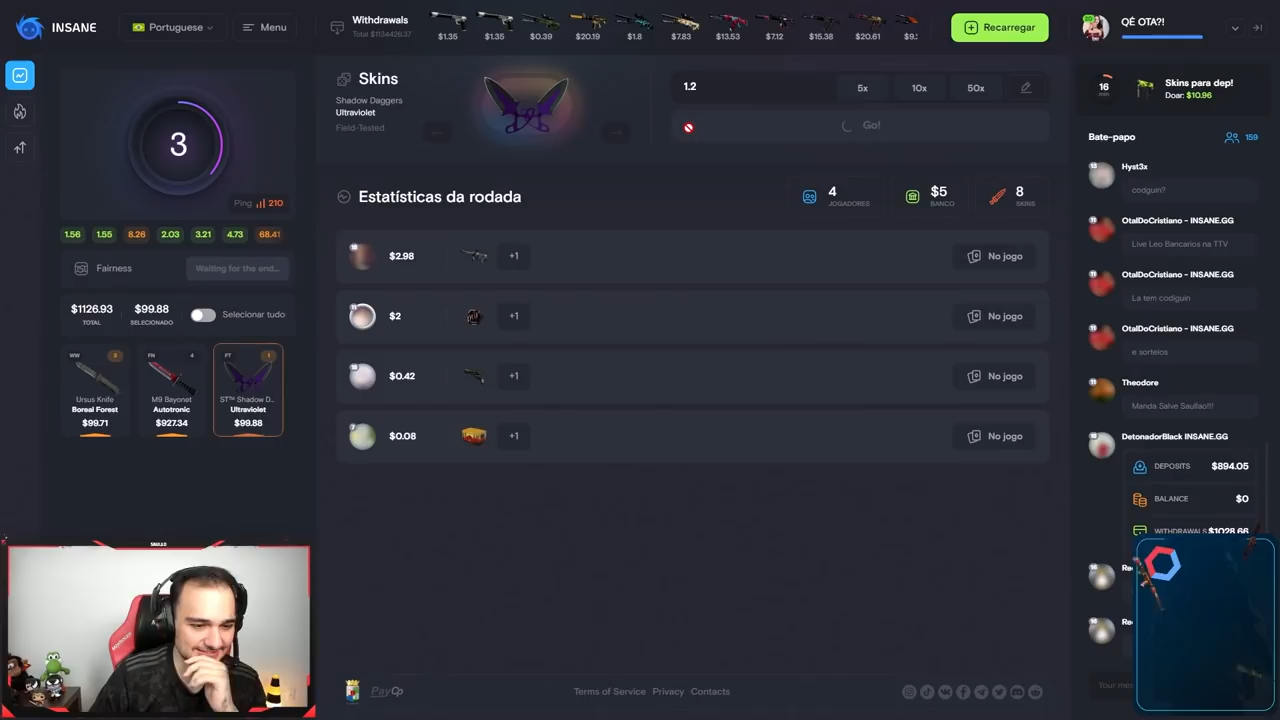 INSANE
Portuguese
Menu
Withdrawals
Total $1134426.37
$1.35
$1.35
$0.39
$20.19
$1.8
$7.83
$13.53
$7.12
$15.38
$20.61
Recarregar
QÉ OTA?!
3
Ping 210
1.56 1.55 8.26 2.03 3.21 4.73 68.41
Fairness
Waiting for the end...
$1126.93
TOTAL
$99.88
SELECIONADO
Selecionar tudo
WW 3
Ursus Knife
Boreal Forest
$99.71
FN 4
M9 Bayonet
Autotronic
$927.34
FT 1
ST™ Shadow D...
Ultraviolet
$99.88
Skins
Shadow Daggers
Ultraviolet
Field-Tested
1.2
5x
10x
50x
Go!
Estatísticas da rodada
4
JOGADORES
$5
BANCO
8
SKINS
$2.98 +1 No jogo
$2 +1 No jogo
$0.42 +1 No jogo
$0.08 +1 No jogo
16
min
Skins para dep!
Doar: $10.96
Bate-papo
159
Hyst3x
codguin?
OtalDoCristiano - INSANE.GG
Live Leo Bancarios na TTV
OtalDoCristiano - INSANE.GG
La tem codiguin
OtalDoCristiano - INSANE.GG
e sorteios
Theodore
Manda Salve Saullao!!!
DetonadorBlack INSANE.GG
DEPOSITS $894.05
BALANCE $0
WITHDRAWALS $1028.66
Your mes
SAULLO
Terms of Service
Privacy
Contacts